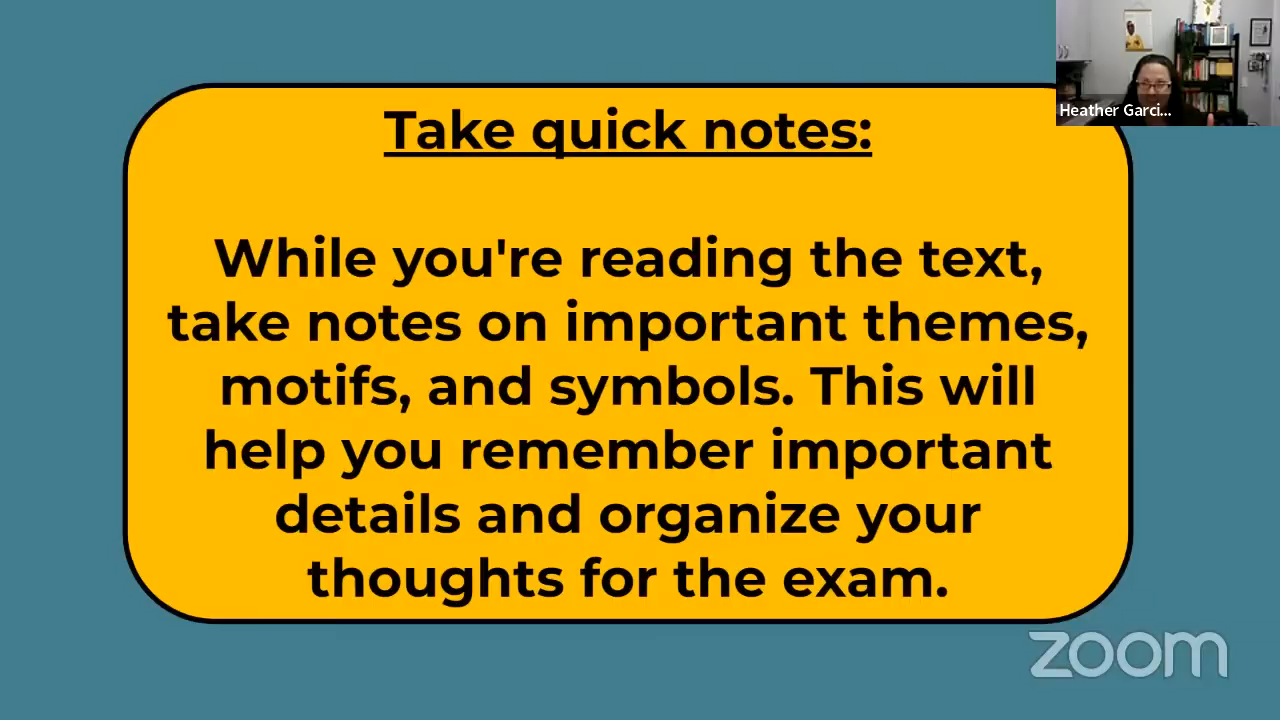 Take quick notes:
While you're reading the text,
take notes on important themes,
motifs, and symbols. This will
help you remember important
details and organize your
thoughts for the exam.
Heather Garci...
zoom